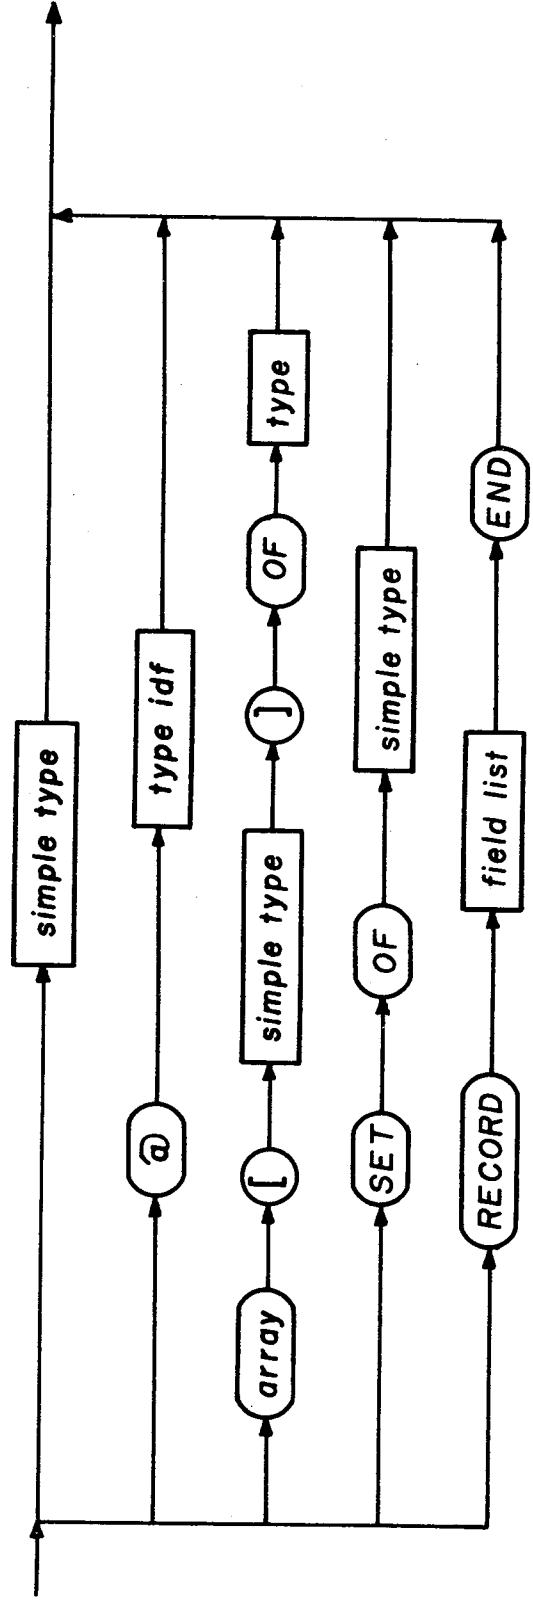 simple type
@ type idf
array [ simple type ] OF type
SET OF simple type
RECORD field list END